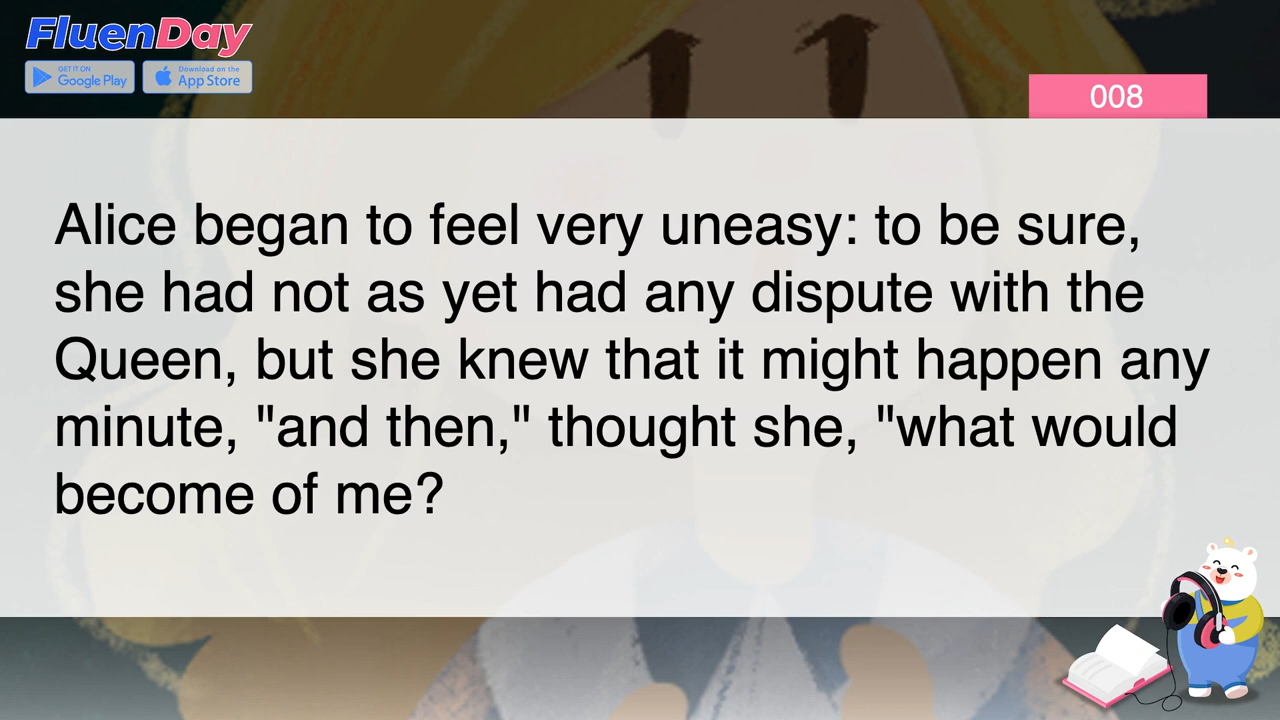 FluenDay
GET IT ON
Google Play
Download on the
App Store
008
Alice began to feel very uneasy: to be sure,
she had not as yet had any dispute with the
Queen, but she knew that it might happen any
minute, "and then," thought she, "what would
become of me?